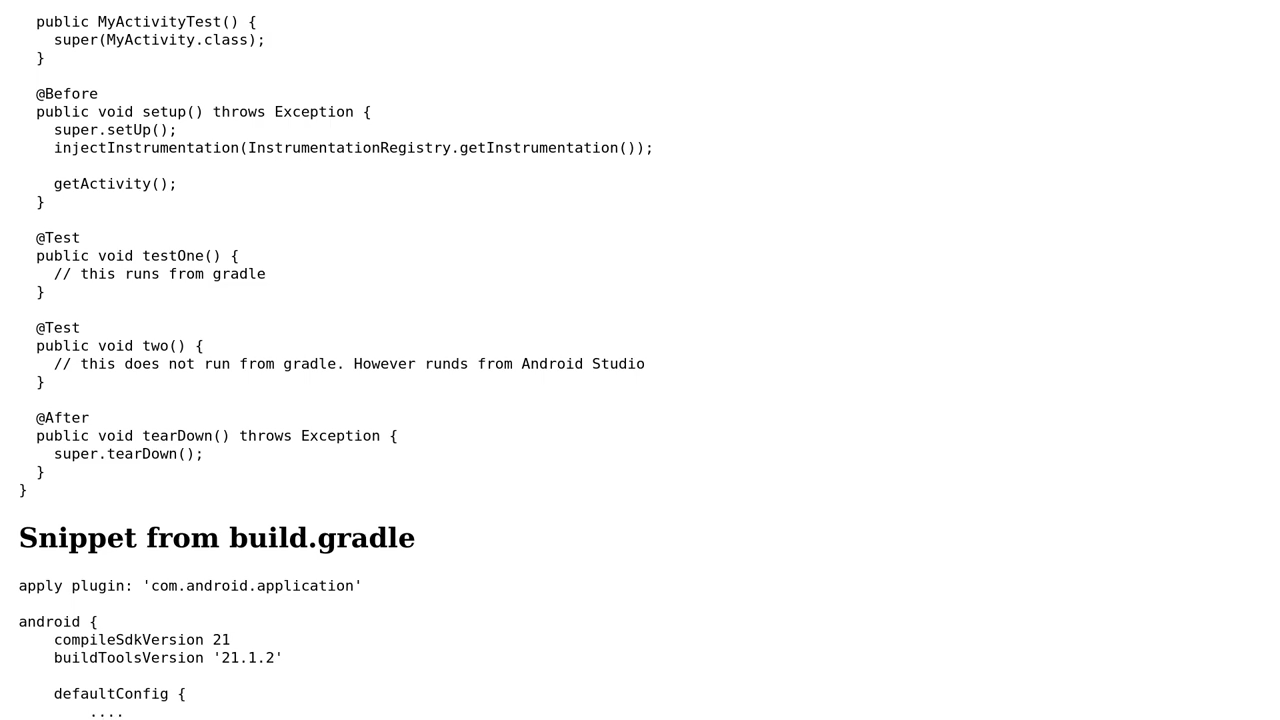 public MyActivityTest() {
super(MyActivity.class);
}
@Before
public void setup() throws Exception {
super.setUp();
injectInstrumentation(InstrumentationRegistry.getInstrumentation());
getActivity();
}
@Test
public void testOne() {
// this runs from gradle
}
@Test
public void two() {
// this does not run from gradle. However runds from Android Studio
}
@After
public void tearDown() throws Exception {
super.tearDown();
}
}
Snippet from build.gradle
apply plugin: 'com.android.application'
android {
compileSdkVersion 21
buildToolsVersion '21.1.2'
defaultConfig {
....